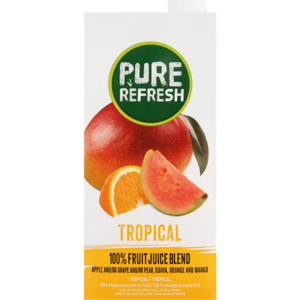 PURE
REFRESH
TROPICAL
100% FRUIT JUICE BLEND
APPLE AND/OR GRAPE AND/OR PEAR, GUAVA, ORANGE AND MANGO
TROPICAL / TROPICAL